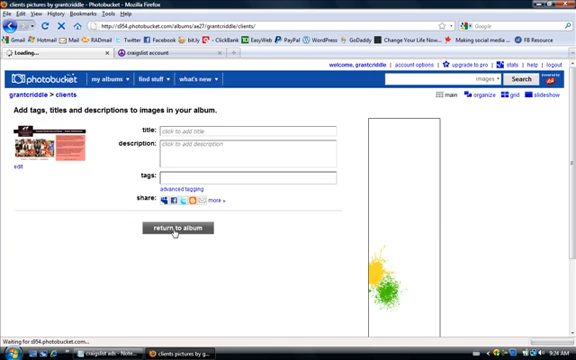 clients pictures by grantcriddle - Photobucket - Mozilla Firefox
File Edit View History Bookmarks Tools Help
http://s954.photobucket.com/albums/ae27/grantcriddle/clients/
Gmail Hotmail RADmail Twitter Facebook bit.ly ClickBank EasyWeb PayPal WordPress GoDaddy Change Your Life Now... Making social media ... FB Resource
Loading... craigslist account
welcome, grantcriddle account options upgrade to pro stats help logout
photobucket my albums find stuff what's new images Search
grantcriddle > clients main organize grid slideshow
Add tags, titles and descriptions to images in your album.
title: click to add title
description: click to add description
edit
tags:
advanced tagging
share: more »
return to album
Waiting for s954.photobucket.com...
craigslist ads - Note... clients pictures by g... 9:24 AM